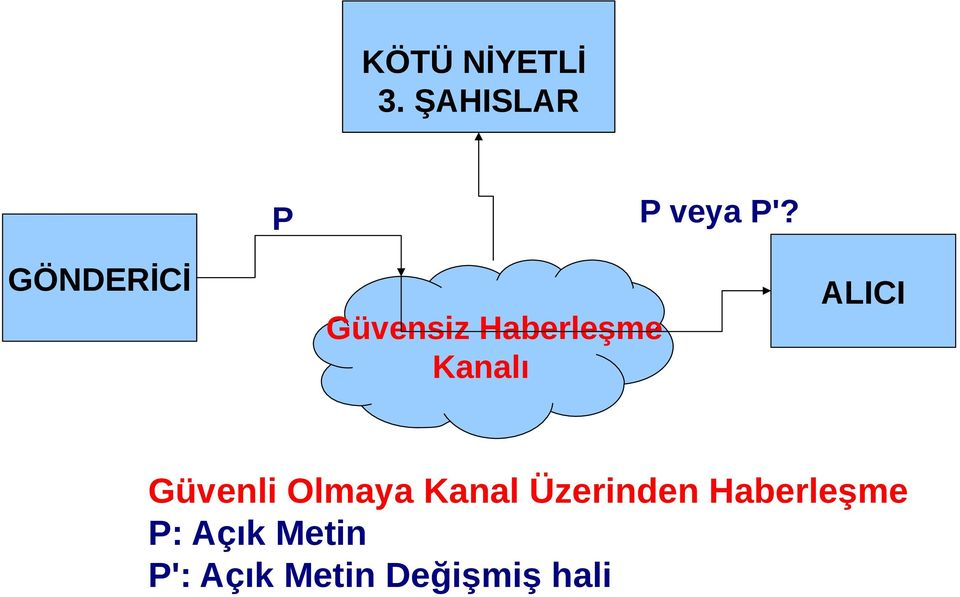 KÖTÜ NİYETLİ
3. ŞAHISLAR
P
P veya P'?
GÖNDERİCİ
ALICI
Güvensiz Haberleşme
Kanalı
Güvenli Olmaya Kanal Üzerinden Haberleşme
P: Açık Metin
P': Açık Metin Değişmiş hali